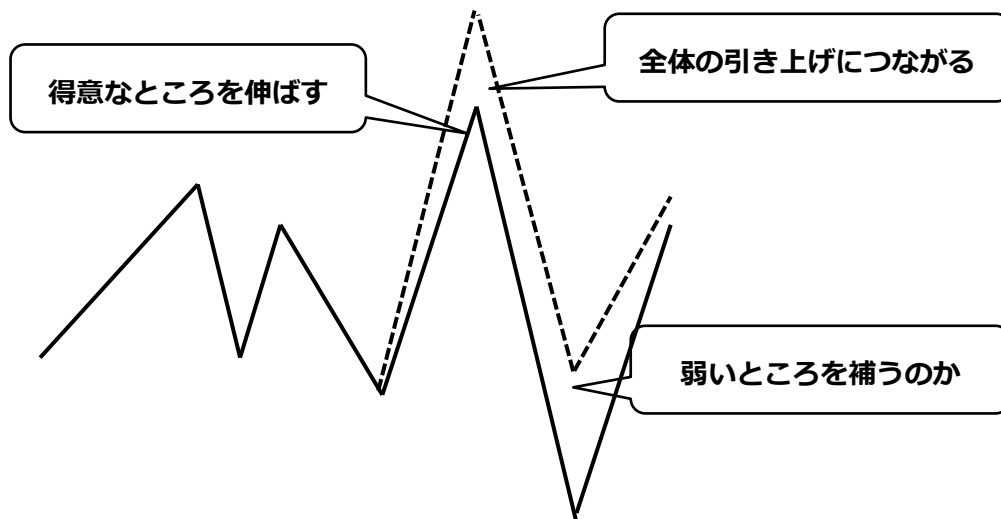 全体の引き上げにつながる
得意なところを伸ばす
弱いところを補うのか